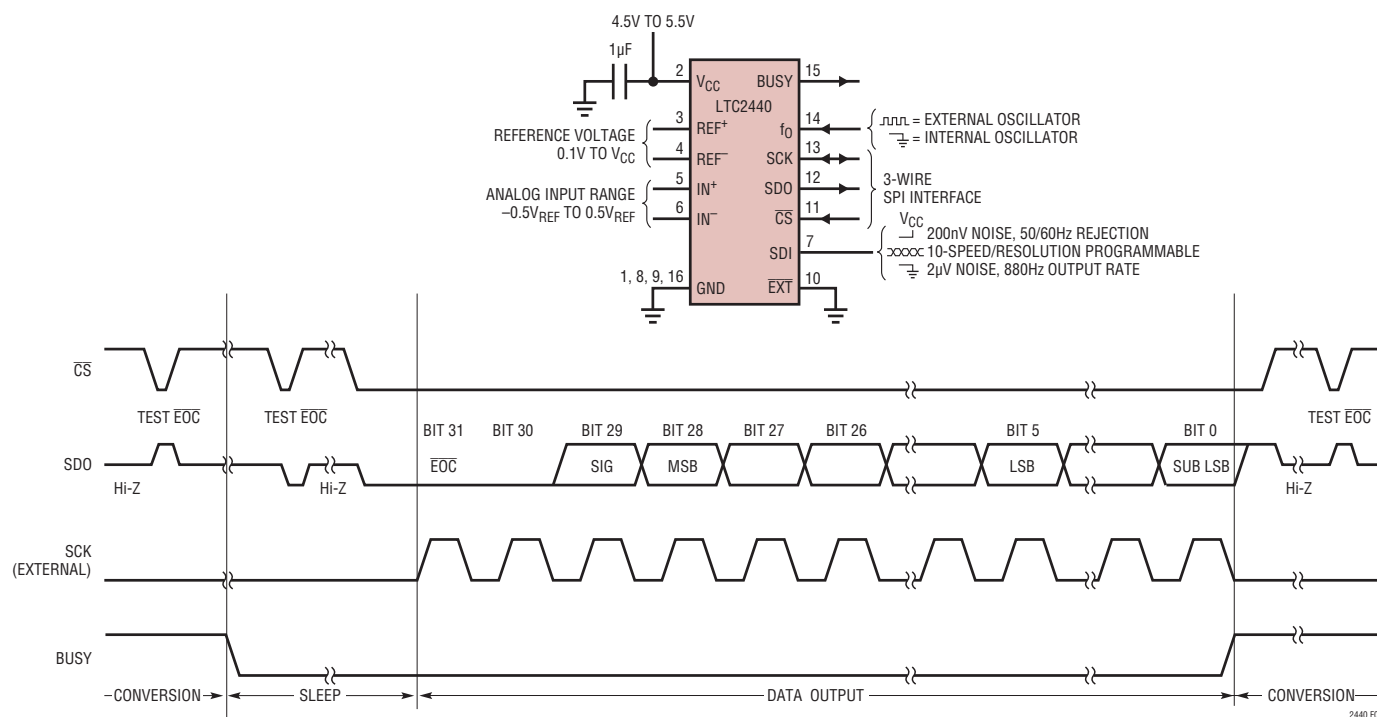 4.5V TO 5.5V
1µF
2
VCC
BUSY
15
LTC2440
3
REF+
fO
14
= EXTERNAL OSCILLATOR
= INTERNAL OSCILLATOR
REFERENCE VOLTAGE
0.1V TO VCC
4
REF–
SCK
13
5
IN+
SDO
12
3-WIRE
SPI INTERFACE
ANALOG INPUT RANGE
–0.5VREF TO 0.5VREF
6
IN–
CS
11
VCC
200nV NOISE, 50/60Hz REJECTION
7
SDI
10-SPEED/RESOLUTION PROGRAMMABLE
2µV NOISE, 880Hz OUTPUT RATE
1, 8, 9, 16
GND
EXT
10
CS
TEST EOC
TEST EOC
TEST EOC
BIT 31
BIT 30
BIT 29
BIT 28
BIT 27
BIT 26
BIT 5
BIT 0
SDO
EOC
SIG
MSB
LSB
SUB LSB
Hi-Z
Hi-Z
Hi-Z
SCK
(EXTERNAL)
BUSY
CONVERSION
SLEEP
DATA OUTPUT
CONVERSION